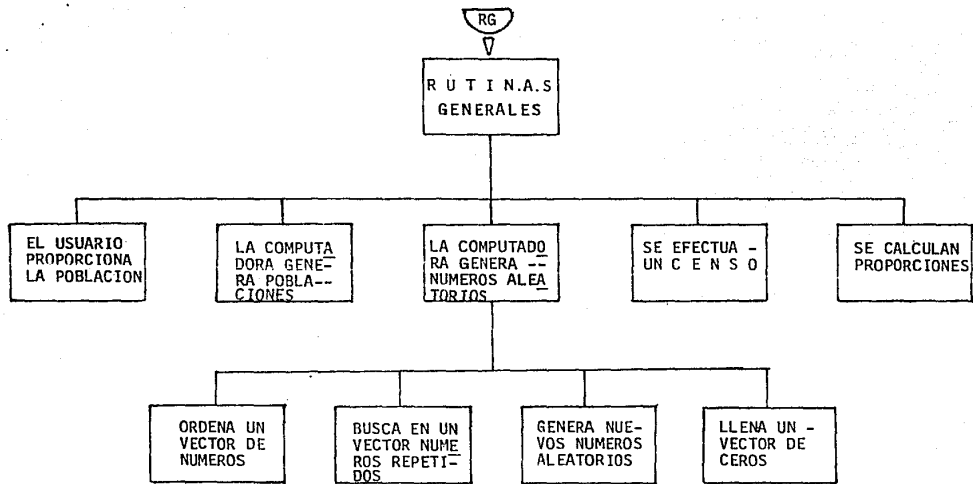 RG
R U T I N.A.S
GENERALES
EL USUARIO
PROPORCIONA
LA POBLACION
LA COMPUTA
DORA GENE-
RA POBLA--
CIONES
LA COMPUTADO
RA GENERA --
NUMEROS ALEA
TORIOS
SE EFECTUA -
UN C E N S O
SE CALCULAN
PROPORCIONES
ORDENA UN
VECTOR DE
NUMEROS
BUSCA EN UN
VECTOR NUME
ROS REPETI-
DOS
GENERA NUE-
VOS NUMEROS
ALEATORIOS
LLENA UN -
VECTOR DE
CEROS